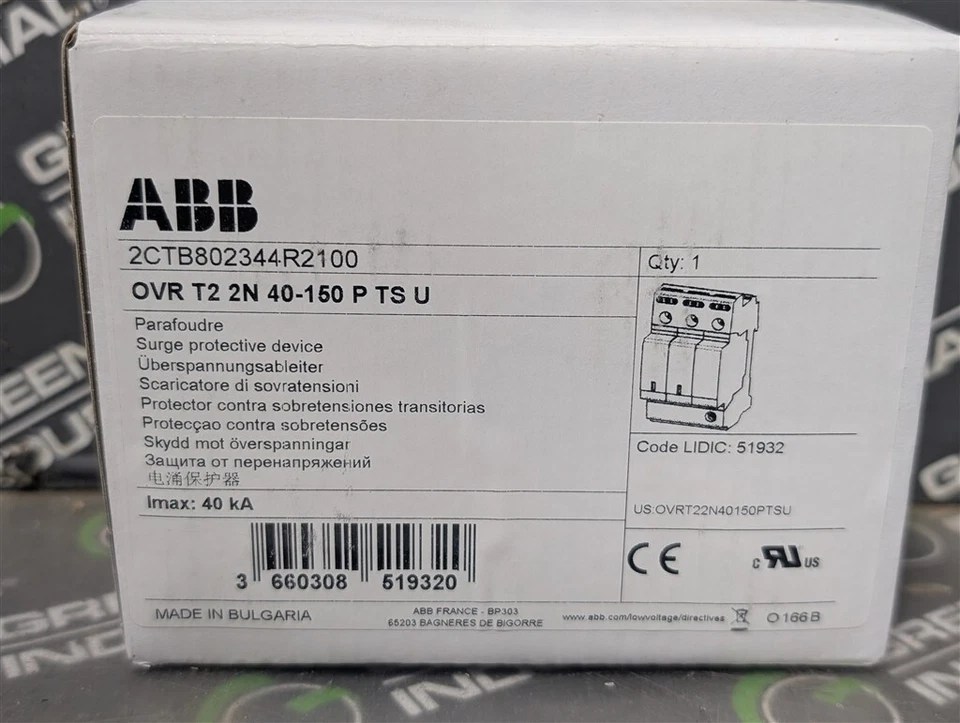 ABB
2CTB802344R2100
Qty: 1
OVR T2 2N 40-150 P TS U
Parafoudre
Surge protective device
Überspannungsableiter
Scaricatore di sovratensioni
Protector contra sobretensiones transitorias
Protecçao contra sobretensões
Skydd mot överspanningar
Защита от перенапряжений
电涌保护器
Code LIDIC: 51932
Imax: 40 kA
US:OVRT22N40150PTSU
3 660308 519320
CE
c RU US
MADE IN BULGARIA
ABB FRANCE - BP303
65203 BAGNERES DE BIGORRE
www.abb.com/lowvoltage/directives
O 166 B